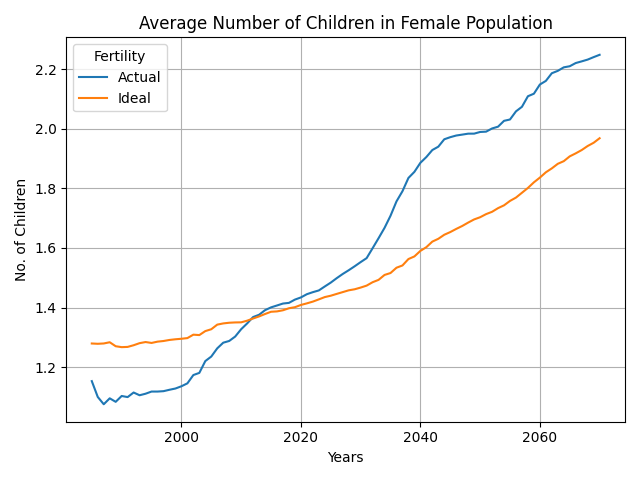 Average Number of Children in Female Population
Fertility
Actual
Ideal
No. of Children
2.2
2.0
1.8
1.6
1.4
1.2
2000 2020 2040 2060
Years